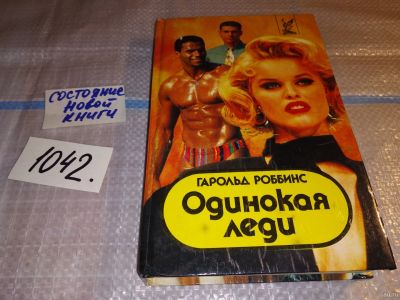 состояние
новой
книги
1042.
ГАРОЛЬД РОББИНС
Одинокая
леди